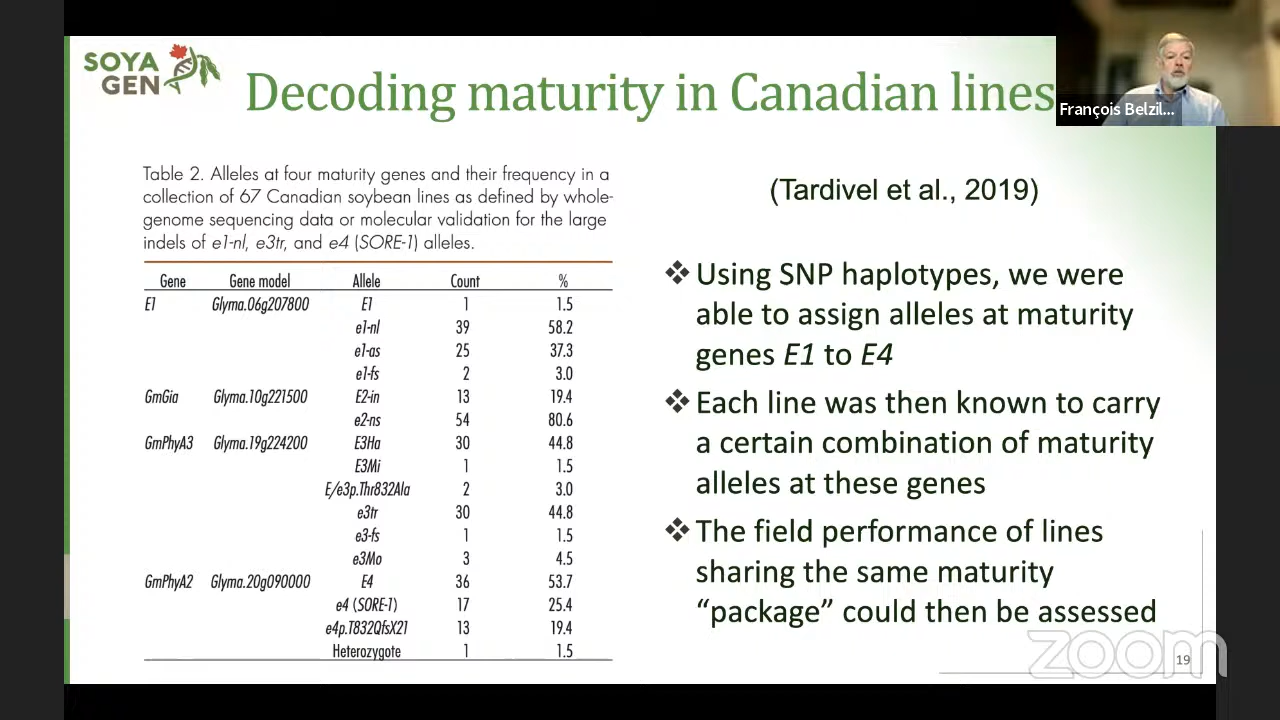 SOYA
GEN
Decoding maturity in Canadian lines
François Belzil...
Table 2. Alleles at four maturity genes and their frequency in a
collection of 67 Canadian soybean lines as defined by whole-
genome sequencing data or molecular validation for the large
indels of e1-nl, e3tr, and e4 (SORE-1) alleles.
Gene Gene model Allele Count %
E1 Glyma.06g207800 E1 1 1.5
e1-nl 39 58.2
e1-as 25 37.3
e1-fs 2 3.0
GmGia Glyma.10g221500 E2-in 13 19.4
e2-ns 54 80.6
GmPhyA3 Glyma.19g224200 E3Ha 30 44.8
E3Mi 1 1.5
E/e3p.Thr832Ala 2 3.0
e3tr 30 44.8
e3-fs 1 1.5
e3Mo 3 4.5
GmPhyA2 Glyma.20g090000 E4 36 53.7
e4 (SORE-1) 17 25.4
e4p.T832QfsX21 13 19.4
Heterozygote 1 1.5
(Tardivel et al., 2019)
❖ Using SNP haplotypes, we were
able to assign alleles at maturity
genes E1 to E4
❖ Each line was then known to carry
a certain combination of maturity
alleles at these genes
❖ The field performance of lines
sharing the same maturity
“package” could then be assessed
zoom
19